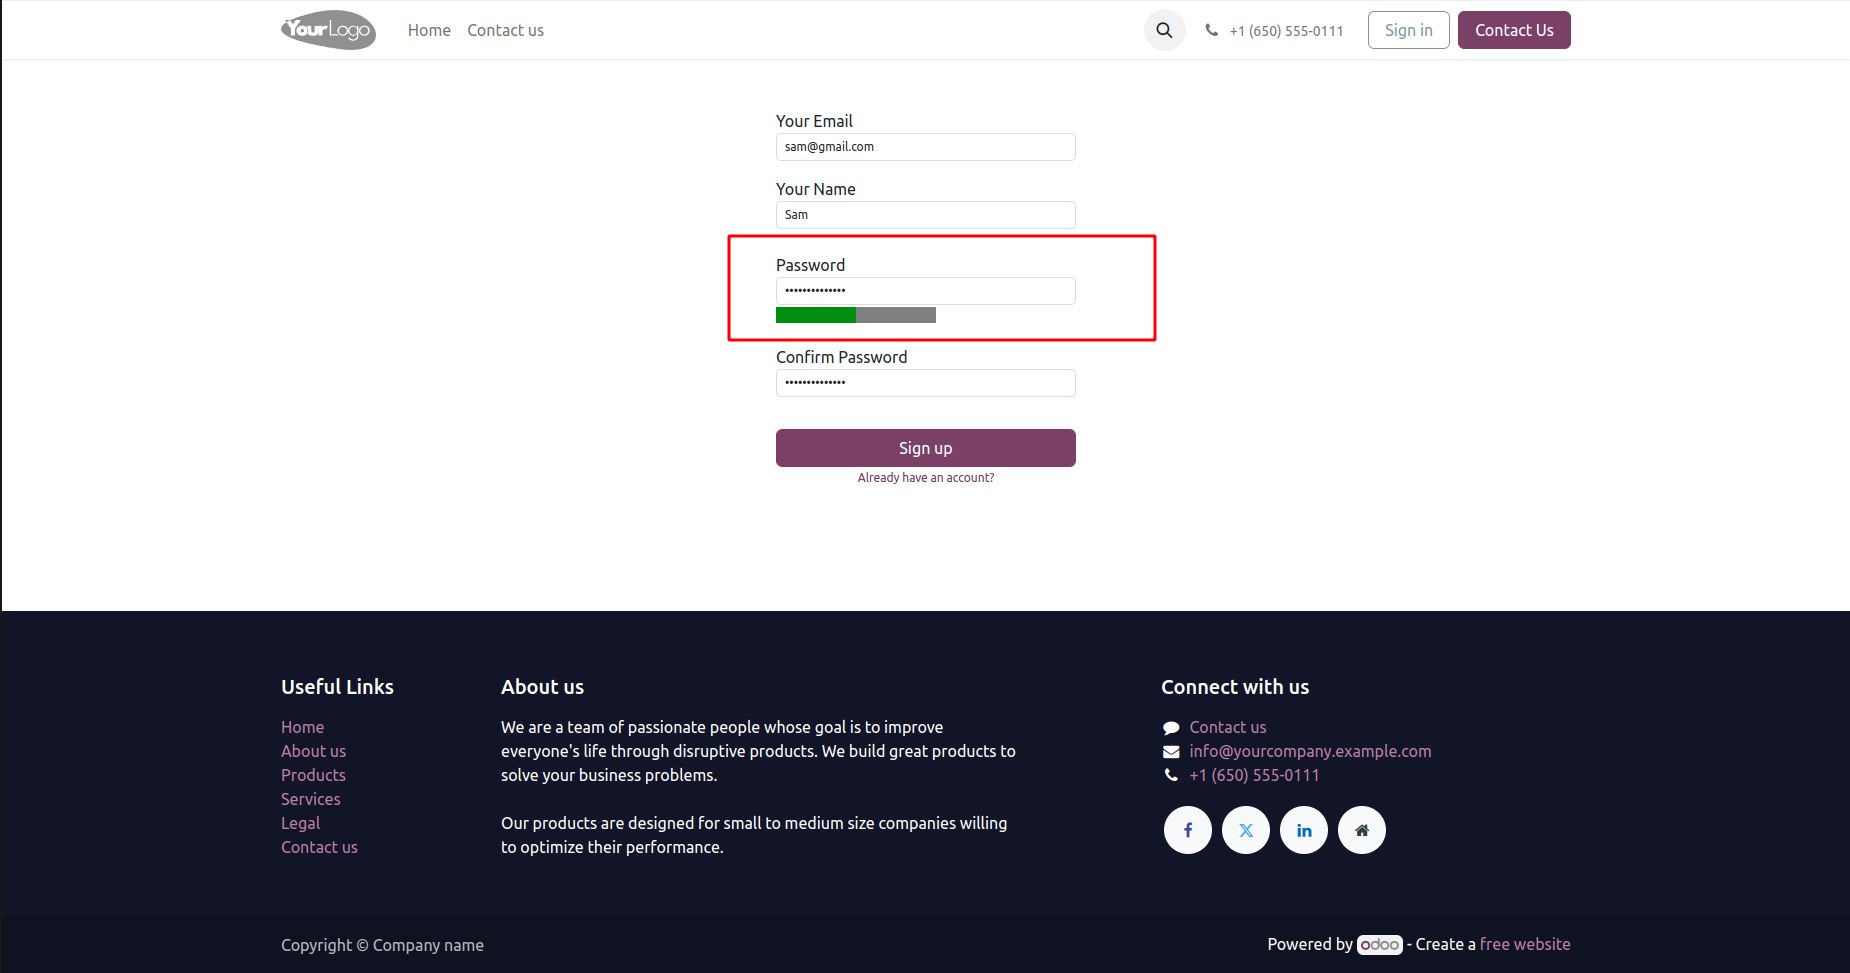 YourLogo
Home
Contact us
+1 (650) 555-0111
Sign in
Contact Us
Your Email
sam@gmail.com
Your Name
Sam
Password
••••••••••••••
Confirm Password
••••••••••••••
Sign up
Already have an account?
Useful Links
Home
About us
Products
Services
Legal
Contact us
About us
We are a team of passionate people whose goal is to improve
everyone's life through disruptive products. We build great products to
solve your business problems.
Our products are designed for small to medium size companies willing
to optimize their performance.
Connect with us
Contact us
info@yourcompany.example.com
+1 (650) 555-0111
Copyright © Company name
Powered by odoo - Create a free website